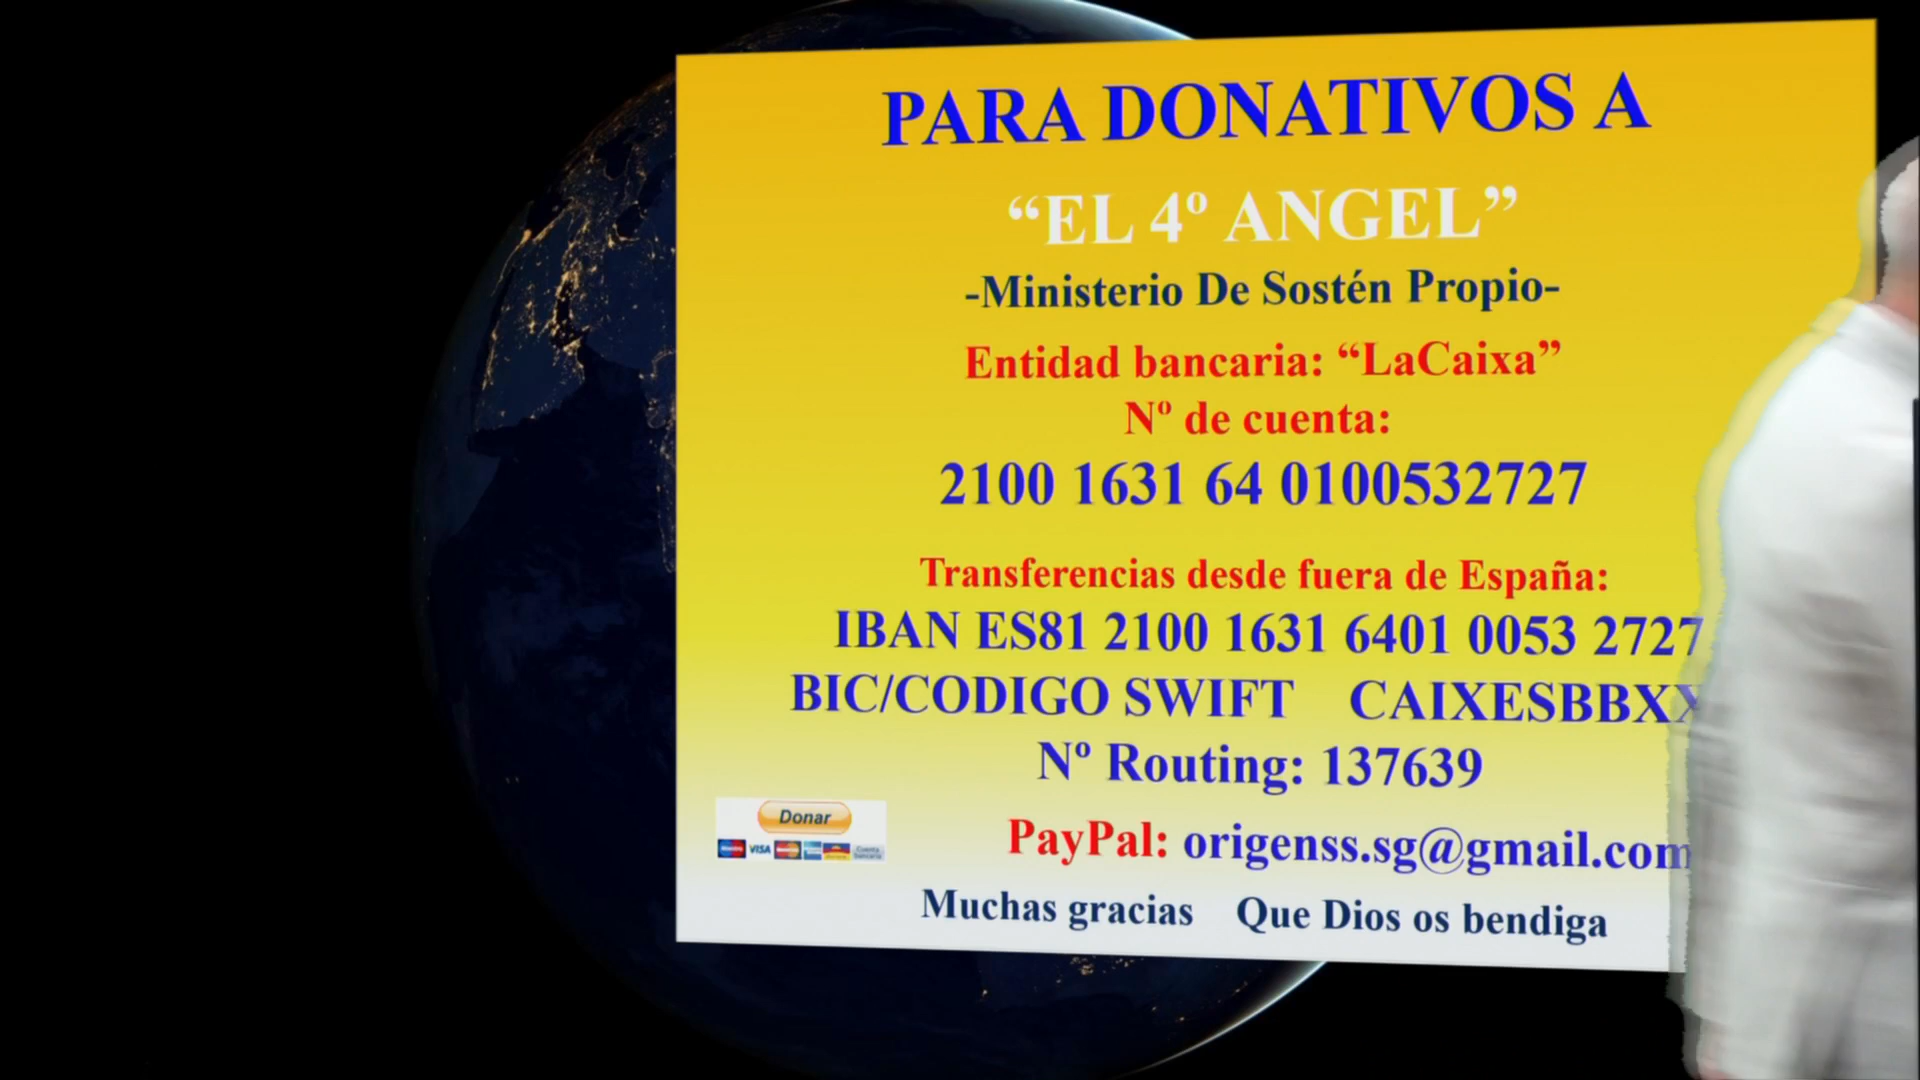 PARA DONATIVOS A
“EL 4º ANGEL”
-Ministerio De Sostén Propio-
Entidad bancaria: “LaCaixa”
Nº de cuenta:
2100 1631 64 0100532727
Transferencias desde fuera de España:
IBAN ES81 2100 1631 6401 0053 2727
BIC/CODIGO SWIFT CAIXESBBXX
Nº Routing: 137639
Donar
VISA
PayPal: origenss.sg@gmail.com
Muchas gracias Que Dios os bendiga